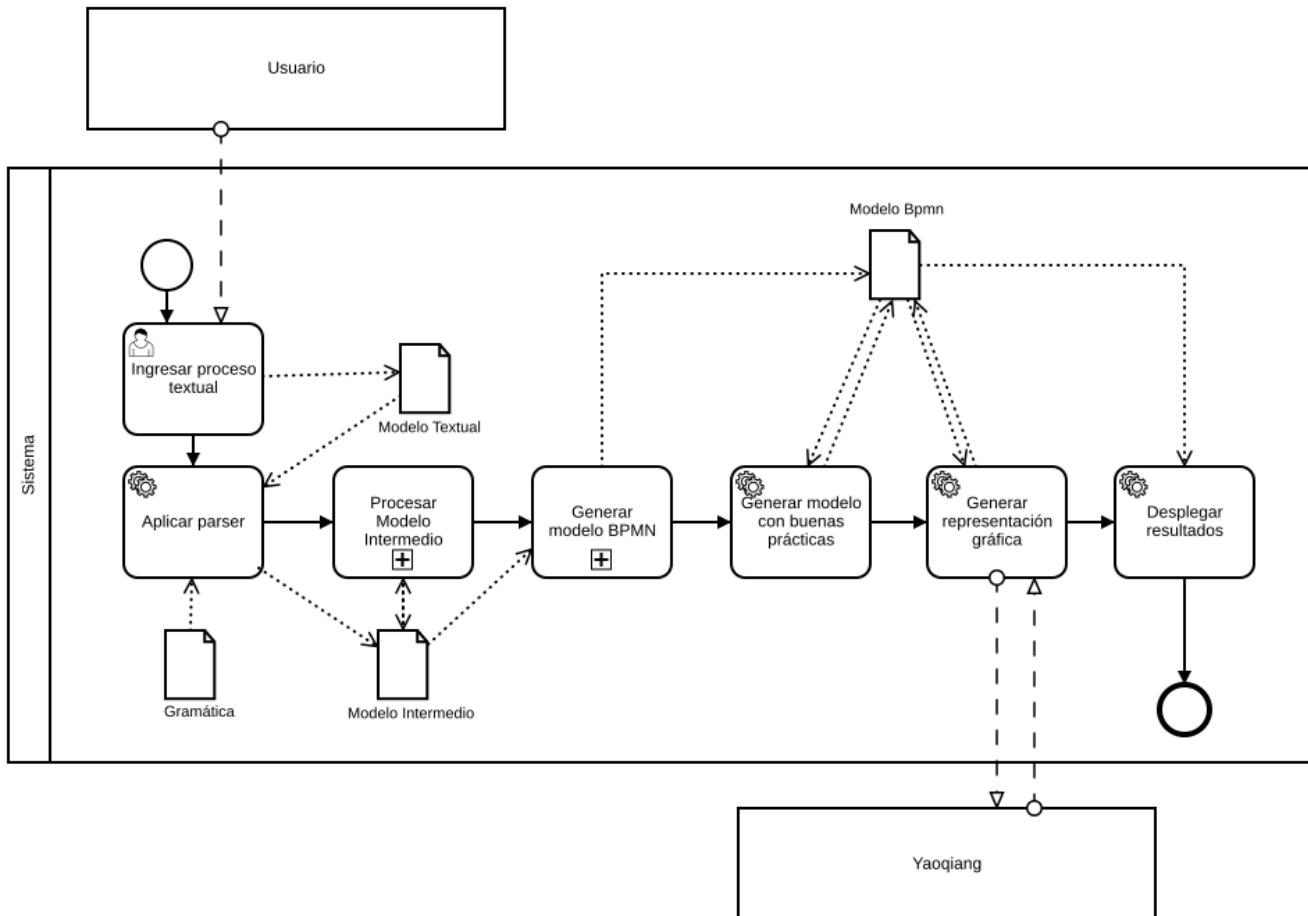 Usuario
Sistema
Modelo Bpmn
Ingresar proceso
textual
Modelo Textual
Aplicar parser
Procesar
Modelo
Intermedio
Generar
modelo BPMN
Generar modelo
con buenas
prácticas
Generar
representación
gráfica
Desplegar
resultados
Gramática
Modelo Intermedio
Yaoqiang